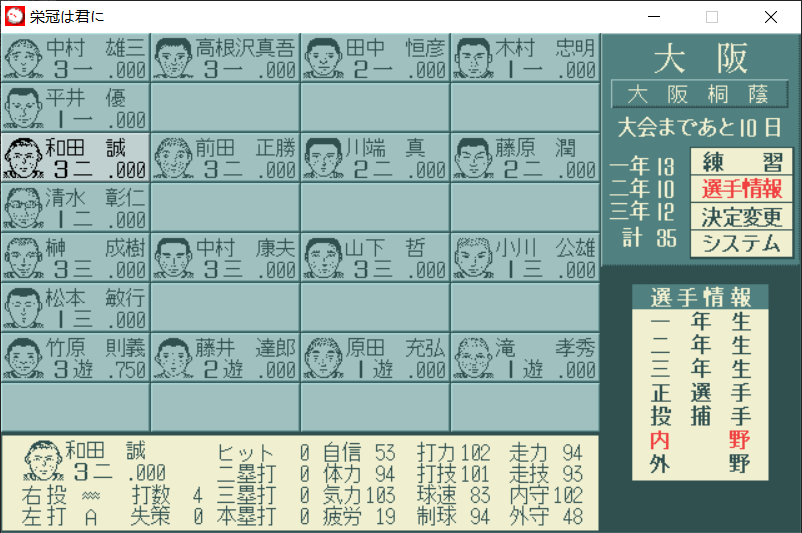 栄冠は君に
中村　雄三　３一　.000
高根沢真吾　３一　.000
田中　恒彦　２一　.000
木村　忠明　１一　.000
平井　優　１一　.000
和田　誠　３二　.000
前田　正勝　３二　.000
川端　真　２二　.000
藤原　潤　２二　.000
清水　彰仁　１二　.000
榊　成樹　３三　.000
中村　康夫　３三　.000
山下　哲　３三　.000
小川　公雄　１三　.000
松本　敏行　１三　.000
竹原　則義　３遊　.750
藤井　達郎　２遊　.000
原田　充弘　１遊　.000
滝　孝秀　１遊　.000
大　阪
大　阪　桐　蔭
大会まであと10日
一年 13
二年 10
三年 12
計 35
練　習
選手情報
決定変更
システム
選手情報
一年生
二年生
三年生
正選手
投捕手
内　野
外　野
和田　誠　ヒット　0　自信　53　打力102　走力　94
３二　.000　二塁打　0　体力　94　打技101　走技　93
右投　打数　4　三塁打　0　気力103　球速　83　内守102
左打　A　失策　0　本塁打　0　疲労　19　制球　94　外守　48